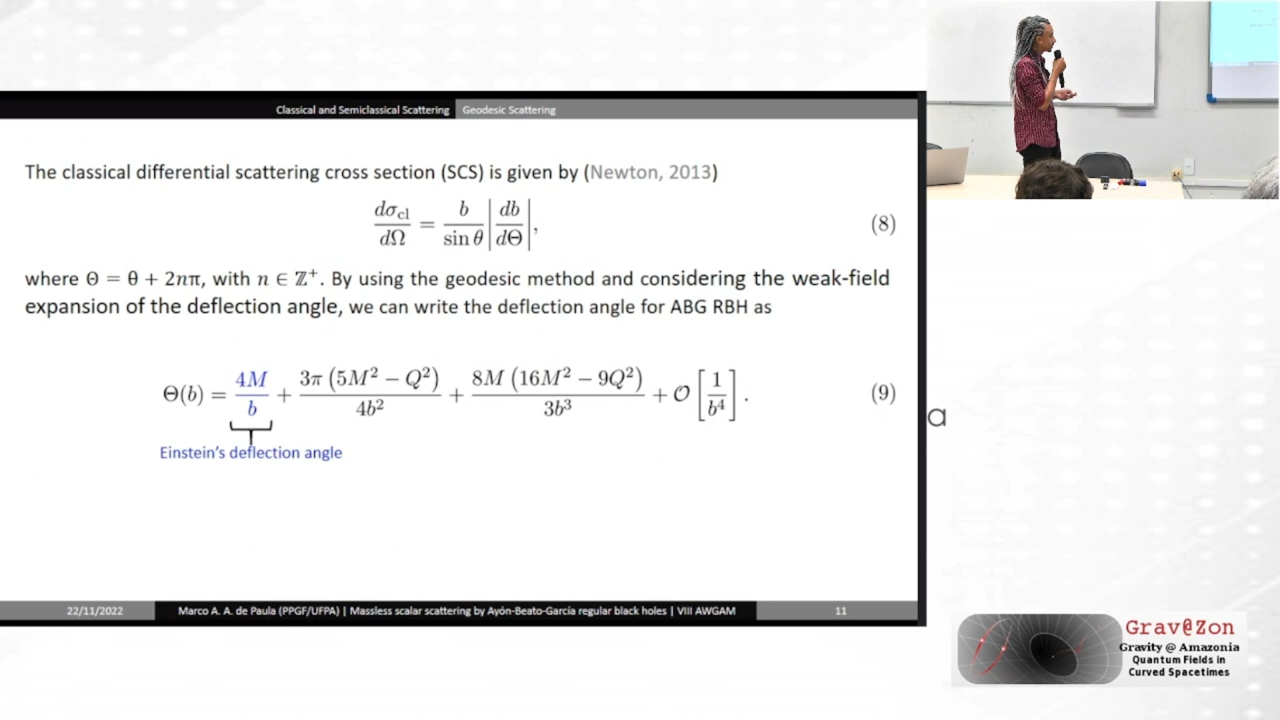 Classical and Semiclassical Scattering Geodesic Scattering
The classical differential scattering cross section (SCS) is given by (Newton, 2013)
dσ_cl/dΩ = b/sin θ |db/dΘ|, (8)
where Θ = θ + 2nπ, with n ∈ ℤ⁺. By using the geodesic method and considering the weak-field
expansion of the deflection angle, we can write the deflection angle for ABG RBH as
Θ(b) = 4M/b + 3π (5M² − Q²)/4b² + 8M (16M² − 9Q²)/3b³ + 𝒪[1/b⁴]. (9)
Einstein's deflection angle
a
22/11/2022 Marco A. A. de Paula (PPGF/UFPA) | Massless scalar scattering by Ayón-Beato-García regular black holes | VIII AWGAM 11
Grav@Zon
Gravity @ Amazonia
Quantum Fields in
Curved Spacetimes